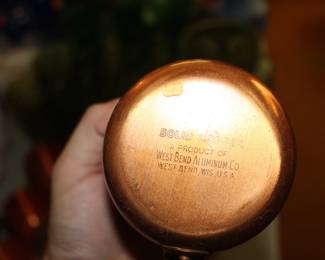 SOLID COPPER
A PRODUCT OF
WEST BEND ALUMINUM CO.
WEST BEND, WIS. U.S.A.